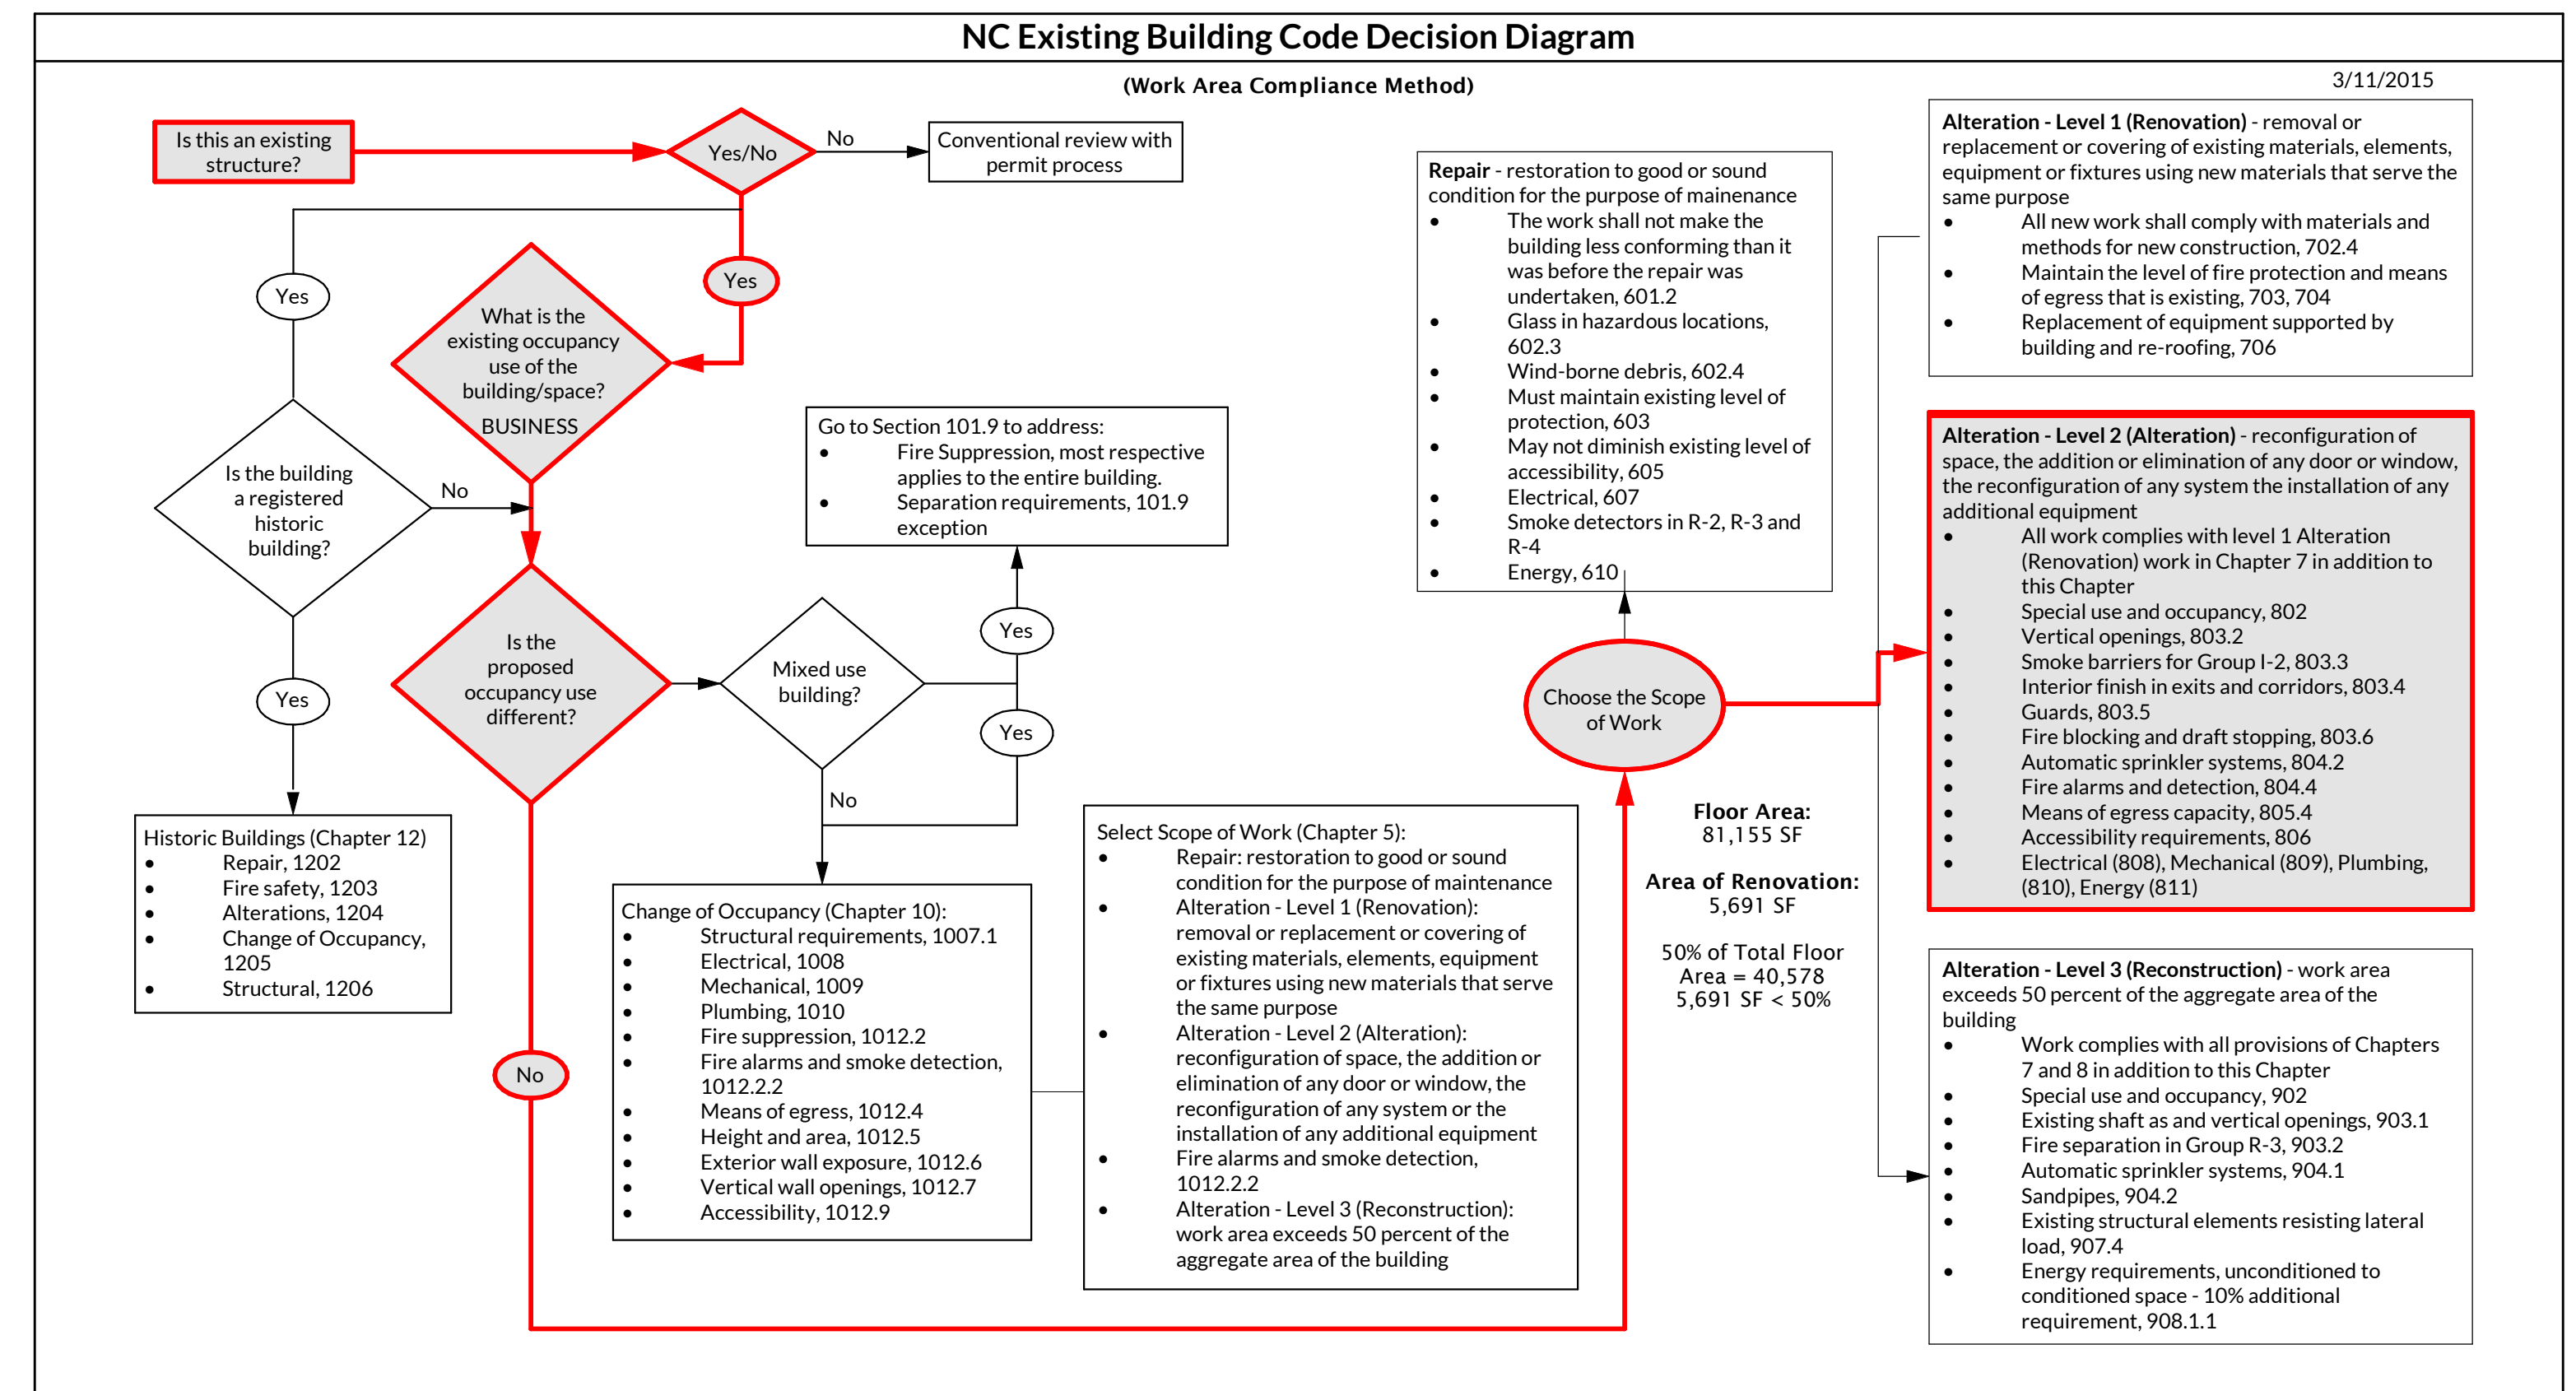 NC Existing Building Code Decision Diagram
(Work Area Compliance Method)
3/11/2015
Is this an existing
structure?
Yes/No
No
Conventional review with
permit process
Yes
Yes
What is the
existing occupancy
use of the
building/space?
BUSINESS
Is the building
a registered
historic
building?
No
Yes
Historic Buildings (Chapter 12)
• Repair, 1202
• Fire safety, 1203
• Alterations, 1204
• Change of Occupancy,
1205
• Structural, 1206
Is the
proposed
occupancy use
different?
Mixed use
building?
Yes
Yes
No
Go to Section 101.9 to address:
• Fire Suppression, most respective
applies to the entire building.
• Separation requirements, 101.9
exception
No
Change of Occupancy (Chapter 10):
• Structural requirements, 1007.1
• Electrical, 1008
• Mechanical, 1009
• Plumbing, 1010
• Fire suppression, 1012.2
• Fire alarms and smoke detection,
1012.2.2
• Means of egress, 1012.4
• Height and area, 1012.5
• Exterior wall exposure, 1012.6
• Vertical wall openings, 1012.7
• Accessibility, 1012.9
Select Scope of Work (Chapter 5):
• Repair: restoration to good or sound
condition for the purpose of maintenance
• Alteration - Level 1 (Renovation):
removal or replacement or covering of
existing materials, elements, equipment
or fixtures using new materials that serve
the same purpose
• Alteration - Level 2 (Alteration):
reconfiguration of space, the addition or
elimination of any door or window, the
reconfiguration of any system or the
installation of any additional equipment
• Fire alarms and smoke detection,
1012.2.2
• Alteration - Level 3 (Reconstruction):
work area exceeds 50 percent of the
aggregate area of the building
Repair - restoration to good or sound
condition for the purpose of mainenance
• The work shall not make the
building less conforming than it
was before the repair was
undertaken, 601.2
• Glass in hazardous locations,
602.3
• Wind-borne debris, 602.4
• Must maintain existing level of
protection, 603
• May not diminish existing level of
accessibility, 605
• Electrical, 607
• Smoke detectors in R-2, R-3 and
R-4
• Energy, 610
Choose the Scope
of Work
Floor Area:
81,155 SF
Area of Renovation:
5,691 SF
50% of Total Floor
Area = 40,578
5,691 SF < 50%
Alteration - Level 1 (Renovation) - removal or
replacement or covering of existing materials, elements,
equipment or fixtures using new materials that serve the
same purpose
• All new work shall comply with materials and
methods for new construction, 702.4
• Maintain the level of fire protection and means
of egress that is existing, 703, 704
• Replacement of equipment supported by
building and re-roofing, 706
Alteration - Level 2 (Alteration) - reconfiguration of
space, the addition or elimination of any door or window,
the reconfiguration of any system the installation of any
additional equipment
• All work complies with level 1 Alteration
(Renovation) work in Chapter 7 in addition to
this Chapter
• Special use and occupancy, 802
• Vertical openings, 803.2
• Smoke barriers for Group I-2, 803.3
• Interior finish in exits and corridors, 803.4
• Guards, 803.5
• Fire blocking and draft stopping, 803.6
• Automatic sprinkler systems, 804.2
• Fire alarms and detection, 804.4
• Means of egress capacity, 805.4
• Accessibility requirements, 806
• Electrical (808), Mechanical (809), Plumbing,
(810), Energy (811)
Alteration - Level 3 (Reconstruction) - work area
exceeds 50 percent of the aggregate area of the
building
• Work complies with all provisions of Chapters
7 and 8 in addition to this Chapter
• Special use and occupancy, 902
• Existing shaft as and vertical openings, 903.1
• Fire separation in Group R-3, 903.2
• Automatic sprinkler systems, 904.1
• Sandpipes, 904.2
• Existing structural elements resisting lateral
load, 907.4
• Energy requirements, unconditioned to
conditioned space - 10% additional
requirement, 908.1.1